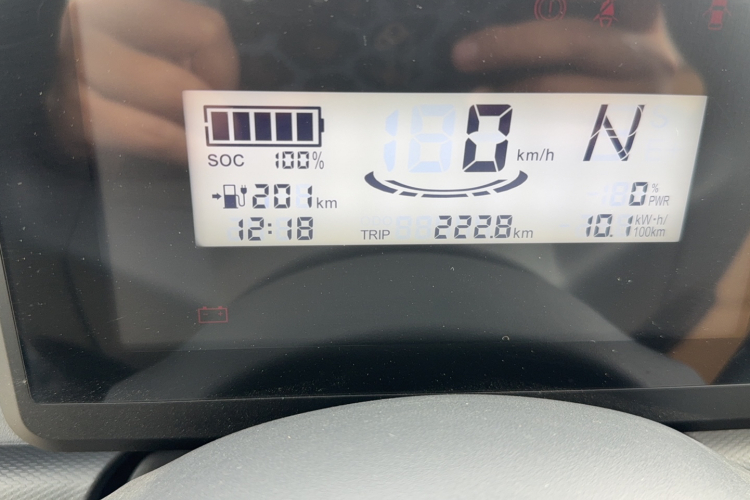 0 km/h
N
SOC 100%
201 km
0 % PWR
12:18
TRIP 222.8 km
10.1 kW·h/100km